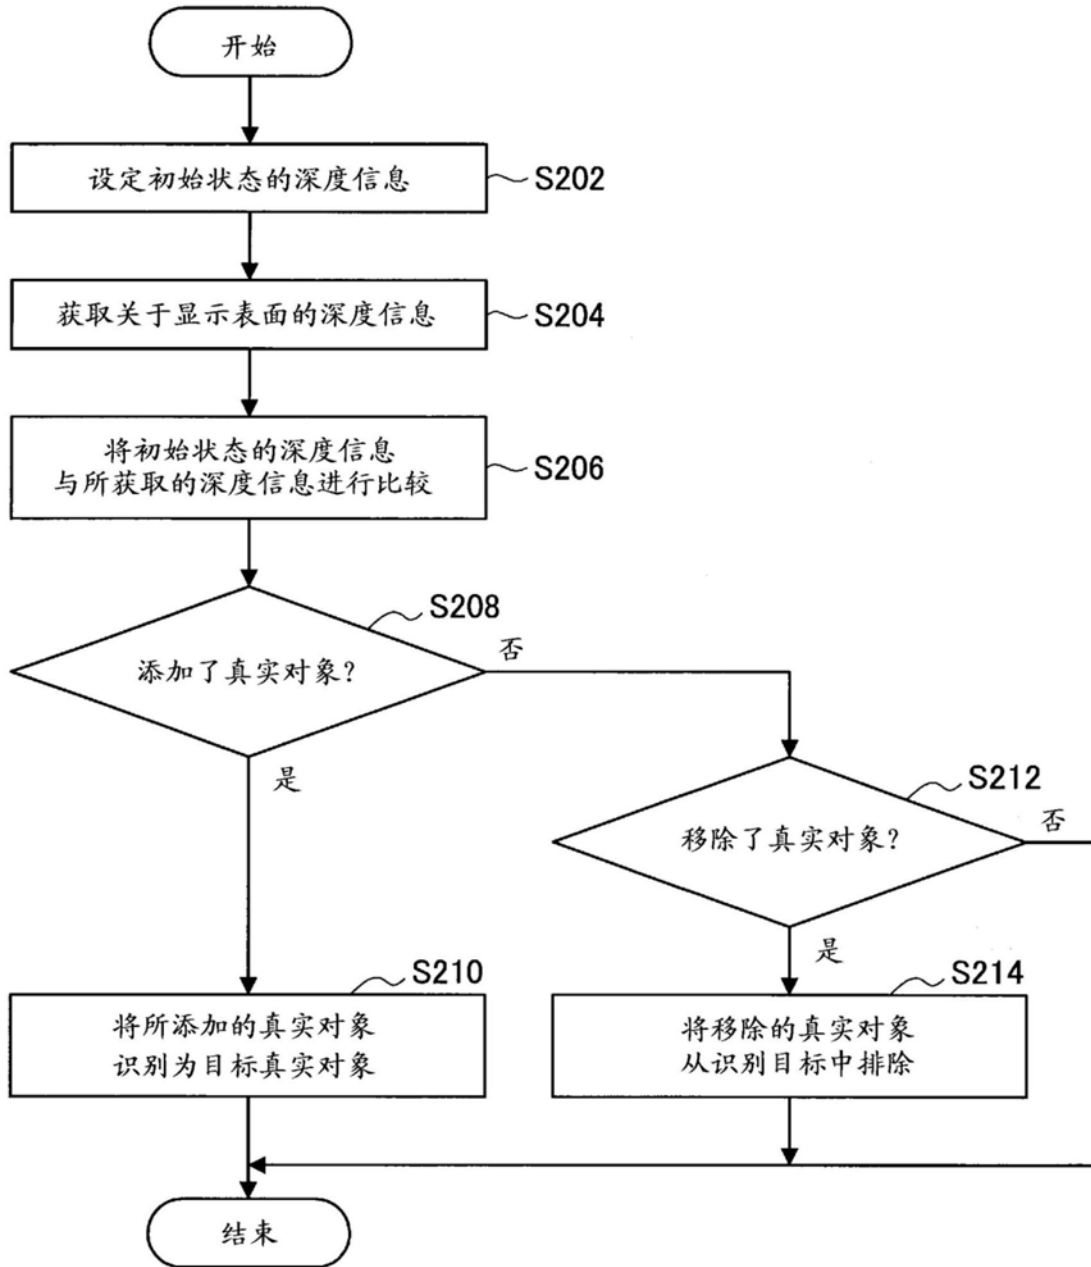 开始
设定初始状态的深度信息
S202
获取关于显示表面的深度信息
S204
将初始状态的深度信息
与所获取的深度信息进行比较
S206
S208
添加了真实对象?
否
是
S212
移除了真实对象?
否
是
S210
将所添加的真实对象
识别为目标真实对象
S214
将移除的真实对象
从识别目标中排除
结束